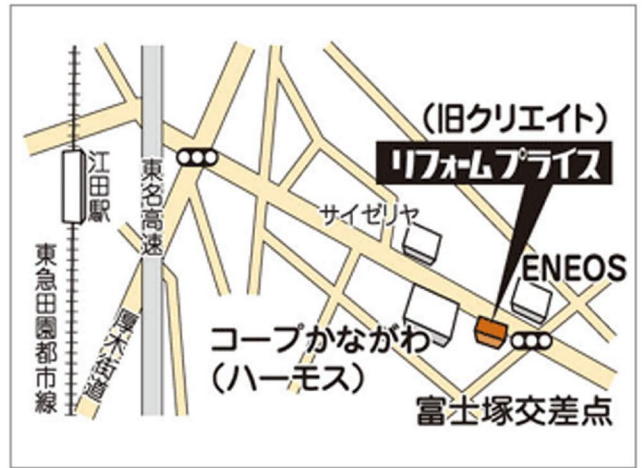 (旧クリエイト)
リフォームプライス
江田駅
東名高速
サイゼリヤ
ENEOS
東急田園都市線
厚木街道
コープかながわ
(ハーモス)
富士塚交差点